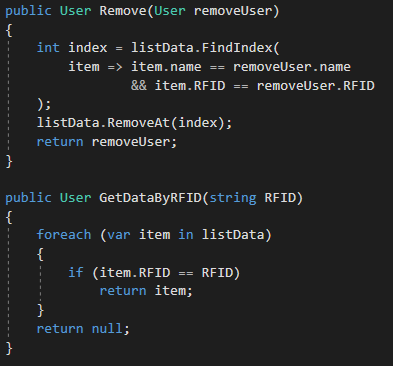 public User Remove(User removeUser)
{
    int index = listData.FindIndex(
        item => item.name == removeUser.name
                && item.RFID == removeUser.RFID
    );
    listData.RemoveAt(index);
    return removeUser;
}

public User GetDataByRFID(string RFID)
{
    foreach (var item in listData)
    {
        if (item.RFID == RFID)
            return item;
    }
    return null;
}